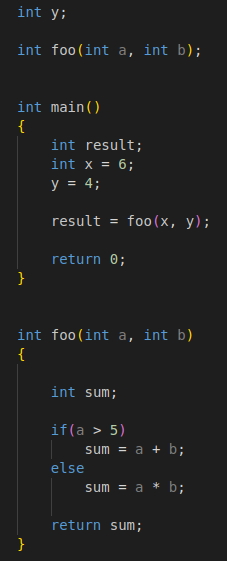 int y;

int foo(int a, int b);


int main()
{
    int result;
    int x = 6;
    y = 4;

    result = foo(x, y);

    return 0;
}


int foo(int a, int b)
{

    int sum;

    if(a > 5)
        sum = a + b;
    else
        sum = a * b;

    return sum;
}